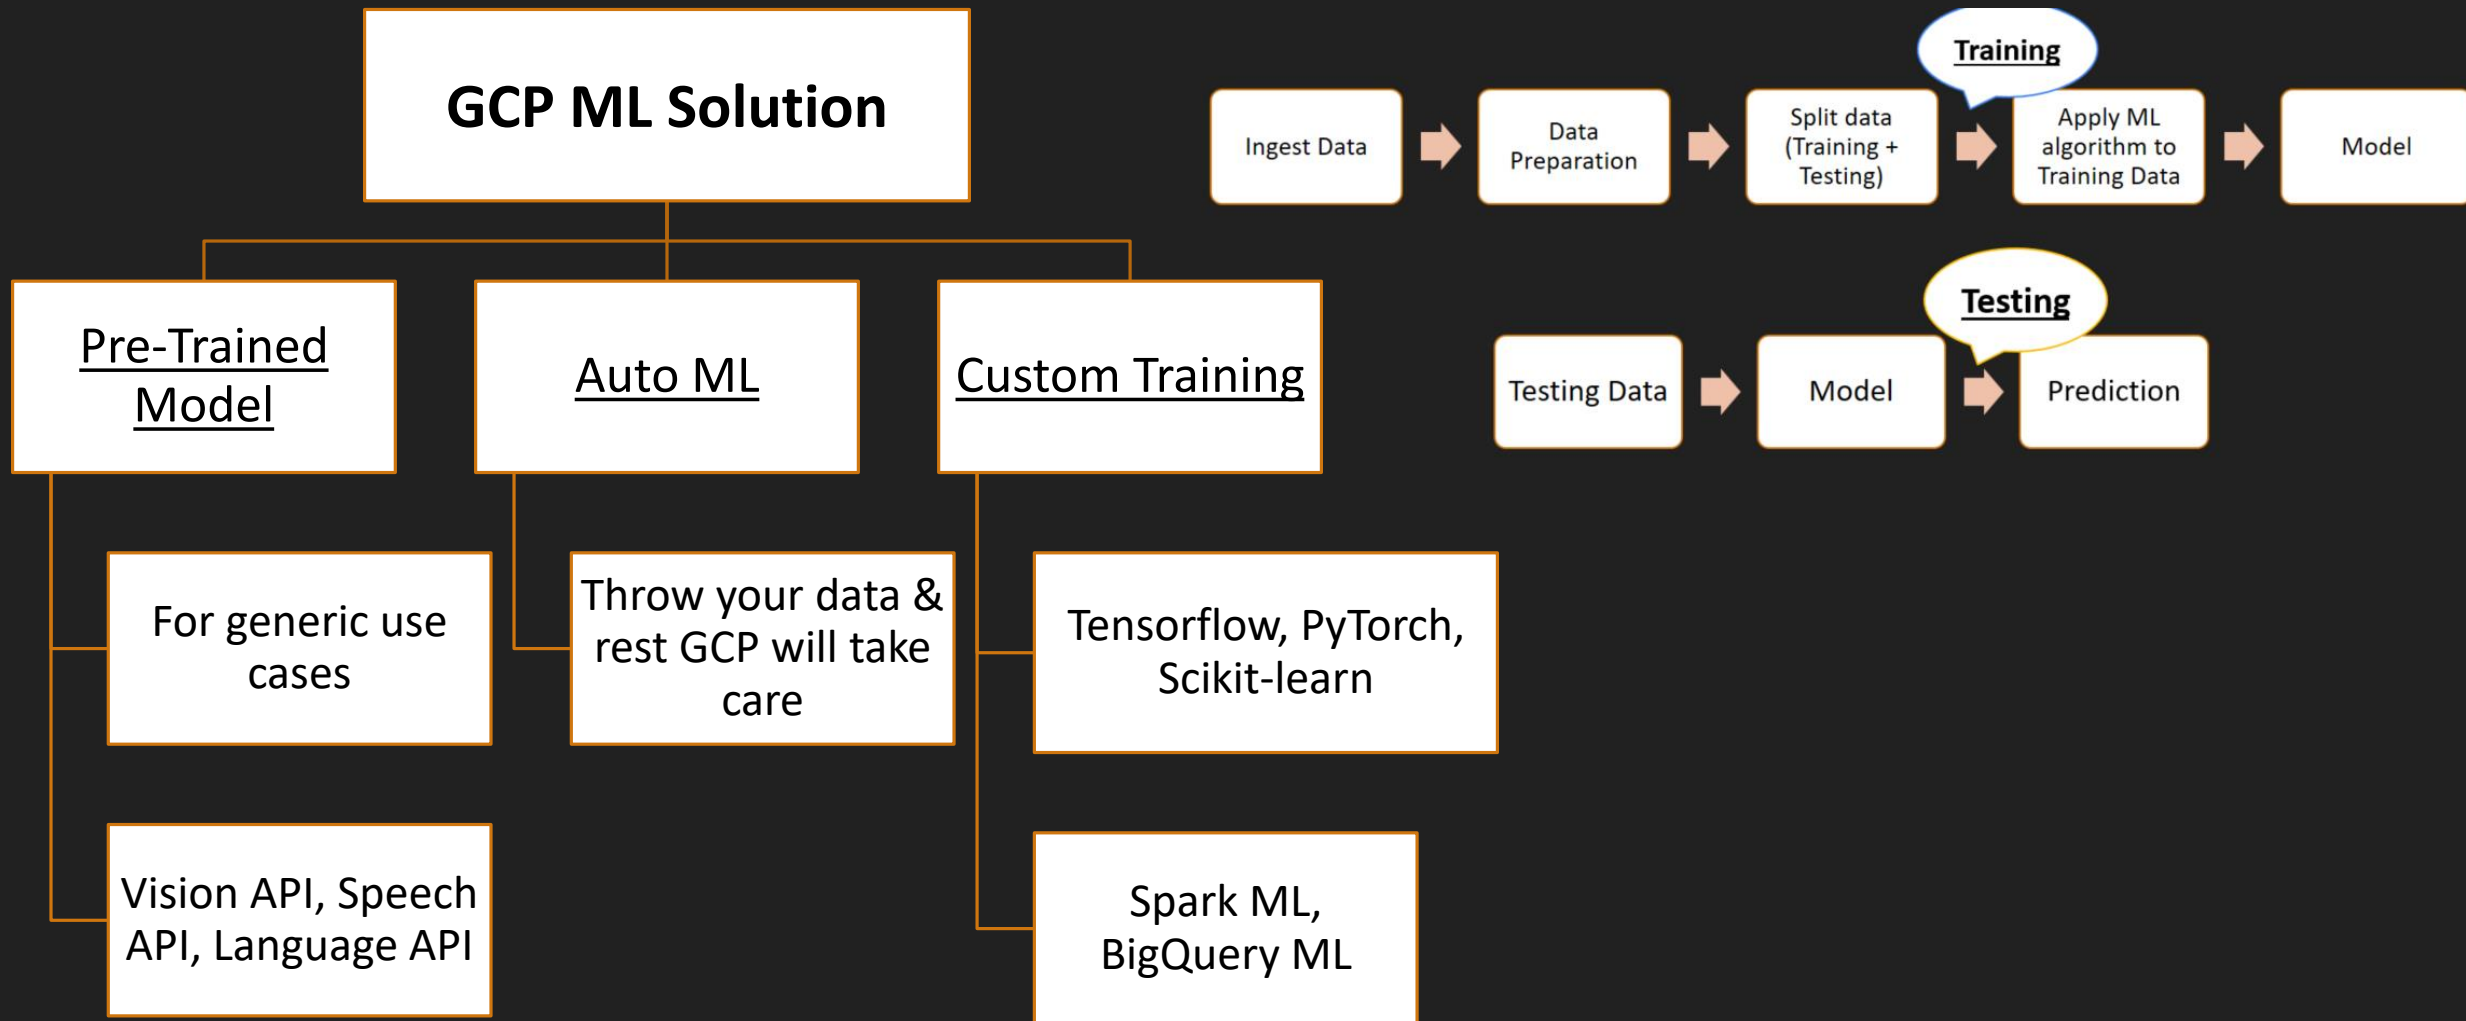 GCP ML Solution
Pre-Trained
Model
Auto ML
Custom Training
For generic use
cases
Throw your data &
rest GCP will take
care
Tensorflow, PyTorch,
Scikit-learn
Vision API, Speech
API, Language API
Spark ML,
BigQuery ML
Training
Ingest Data
Data
Preparation
Split data
(Training +
Testing)
Apply ML
algorithm to
Training Data
Model
Testing
Testing Data
Model
Prediction